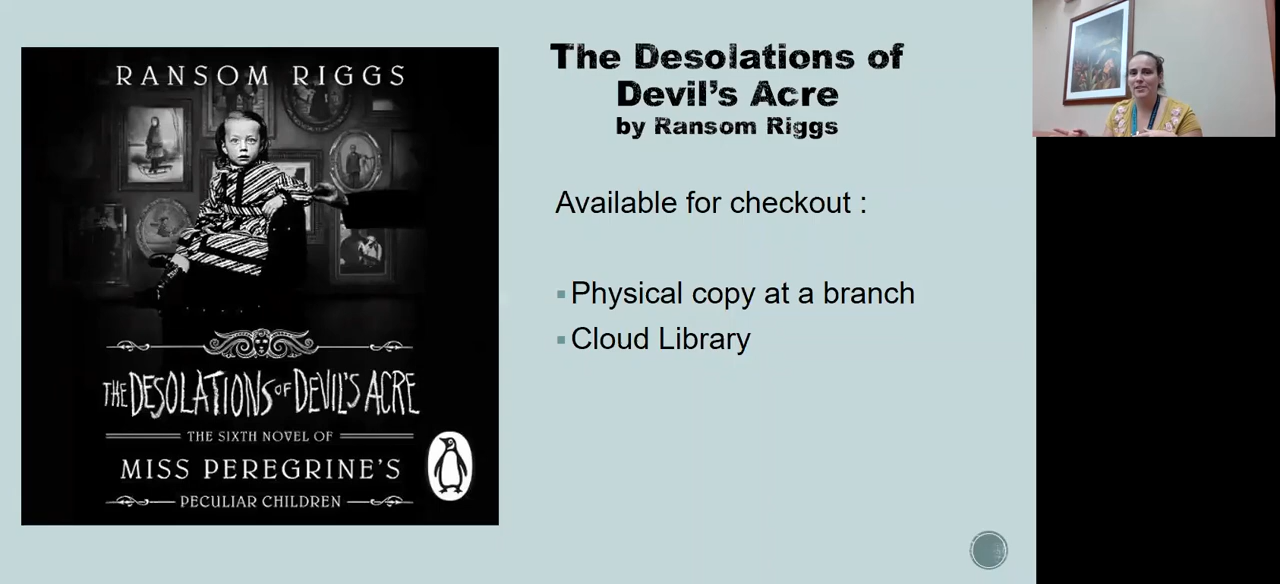 RANSOM RIGGS
THE DESOLATIONS OF DEVIL'S ACRE
THE SIXTH NOVEL OF
MISS PEREGRINE'S
PECULIAR CHILDREN
The Desolations of
Devil's Acre
by Ransom Riggs
Available for checkout :
▪ Physical copy at a branch
▪ Cloud Library